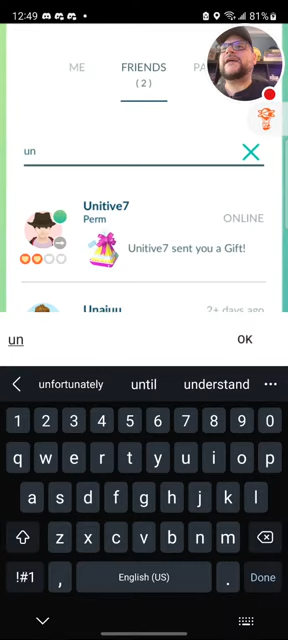 12:49
81%
ME
FRIENDS
PA
(2)
un
Unitive7
Perm
ONLINE
Unitive7 sent you a Gift!
Unajuu
2+ days ago
un
OK
unfortunately
until
understand
1 2 3 4 5 6 7 8 9 0
q w e r t y u i o p
a s d f g h j k l
z x c v b n m
!#1
,
English (US)
.
Done